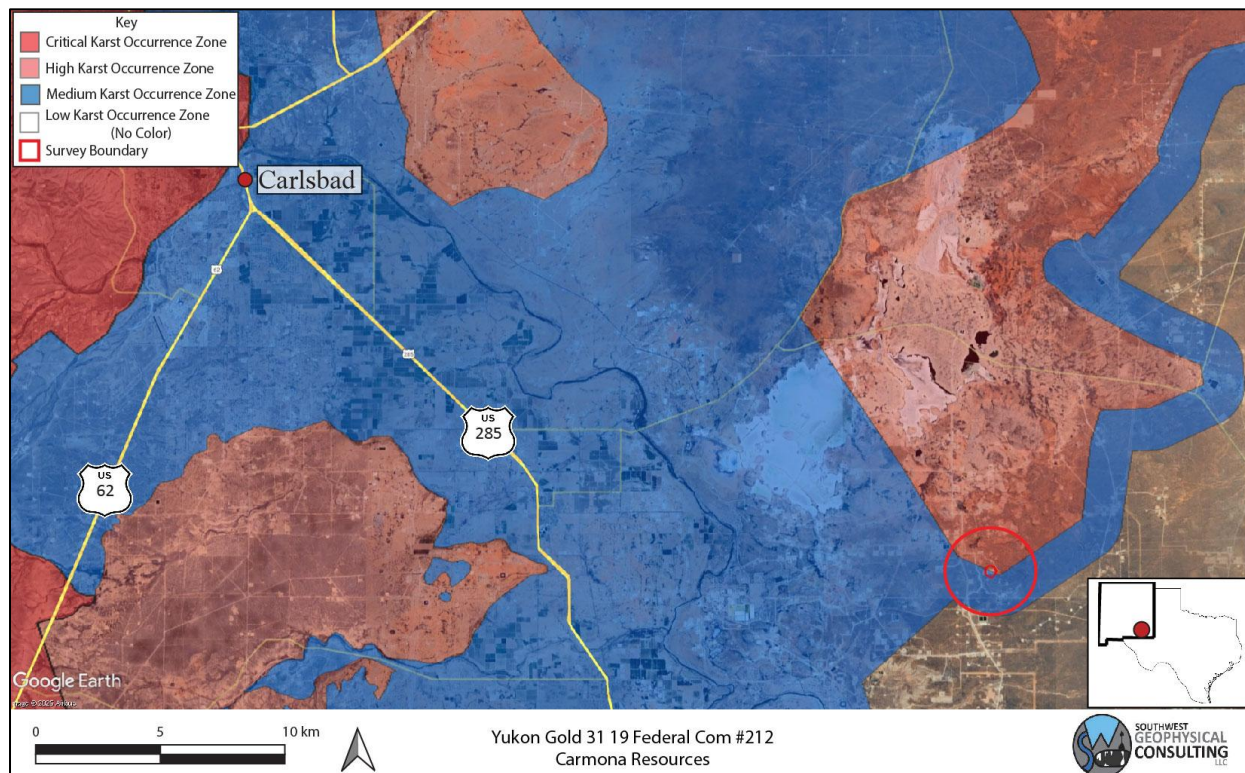 Key
Critical Karst Occurrence Zone
High Karst Occurrence Zone
Medium Karst Occurrence Zone
Low Karst Occurrence Zone
(No Color)
Survey Boundary
Carlsbad
62
285
US
285
US
62
Google Earth
0 5 10 km
Yukon Gold 31 19 Federal Com #212
Carmona Resources
SOUTHWEST
GEOPHYSICAL
CONSULTING
LLC